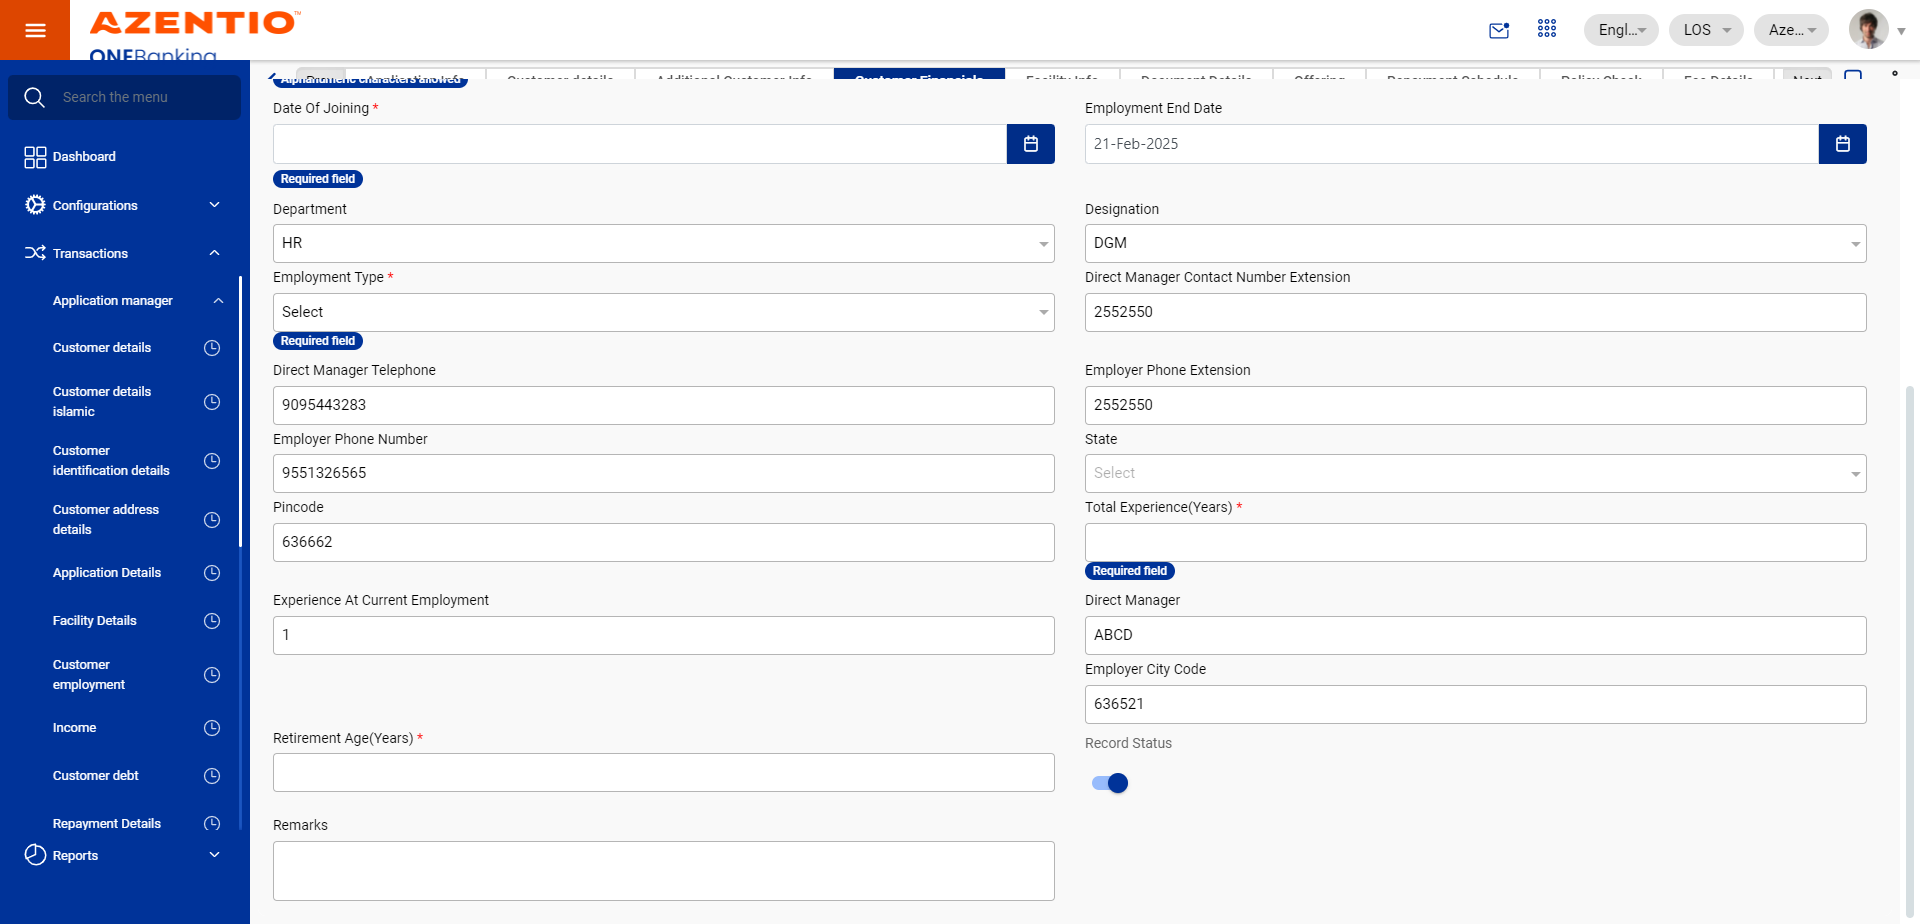 AZENTIO™
ONEBanking
Engl...
LOS
Aze...
Search the menu
Dashboard
Configurations
Transactions
Application manager
Customer details
Customer details
islamic
Customer
identification details
Customer address
details
Application Details
Facility Details
Customer
employment
Income
Customer debt
Repayment Details
Reports
Customer details
Additional Customer Info
Customer Financials
Facility Info
Document Details
Offering
Repayment Schedule
Policy Check
Fee Details
Next
Alphanumeric characters allowed
Date Of Joining *
Required field
Employment End Date
21-Feb-2025
Department
HR
Designation
DGM
Employment Type *
Select
Required field
Direct Manager Contact Number Extension
2552550
Direct Manager Telephone
9095443283
Employer Phone Extension
2552550
Employer Phone Number
9551326565
State
Select
Pincode
636662
Total Experience(Years) *
Required field
Experience At Current Employment
1
Direct Manager
ABCD
Employer City Code
636521
Retirement Age(Years) *
Record Status
Remarks